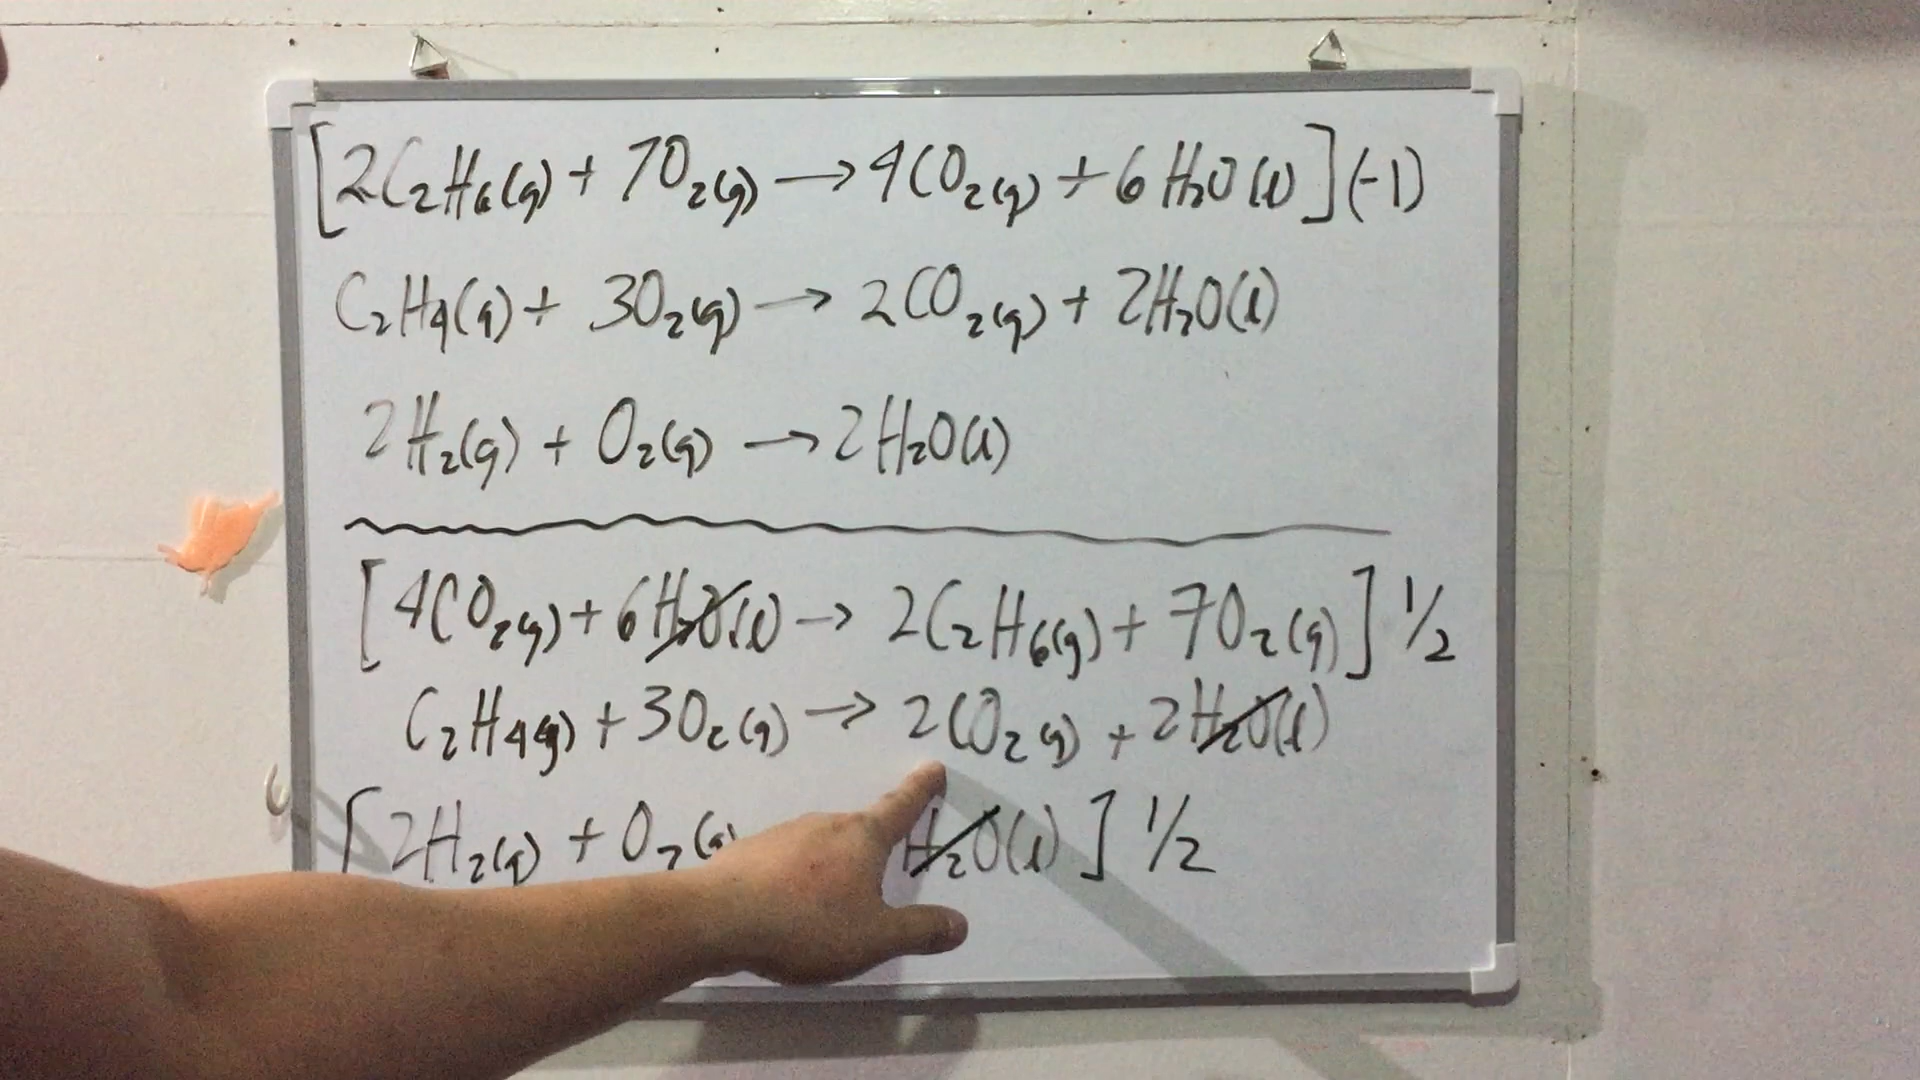 [2C₂H₆(g) + 7O₂(g) → 4CO₂(g) + 6H₂O(l)](-1)
C₂H₄(g) + 3O₂(g) → 2CO₂(g) + 2H₂O(l)
2H₂(g) + O₂(g) → 2H₂O(l)
[4CO₂(g) + 6H₂O(l) → 2C₂H₆(g) + 7O₂(g)] 1/2
C₂H₄(g) + 3O₂(g) → 2CO₂(g) + 2H₂O(l)
[2H₂(g) + O₂(g) H₂O(l)] 1/2